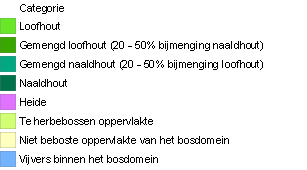 Categorie
Loofhout
Gemengd loofhout (20 - 50% bijmenging naaldhout)
Gemengd naaldhout (20 - 50% bijmenging loofhout)
Naaldhout
Heide
Te herbebossen oppervlakte
Niet beboste oppervlakte van het bosdomein
Vijvers binnen het bosdomein